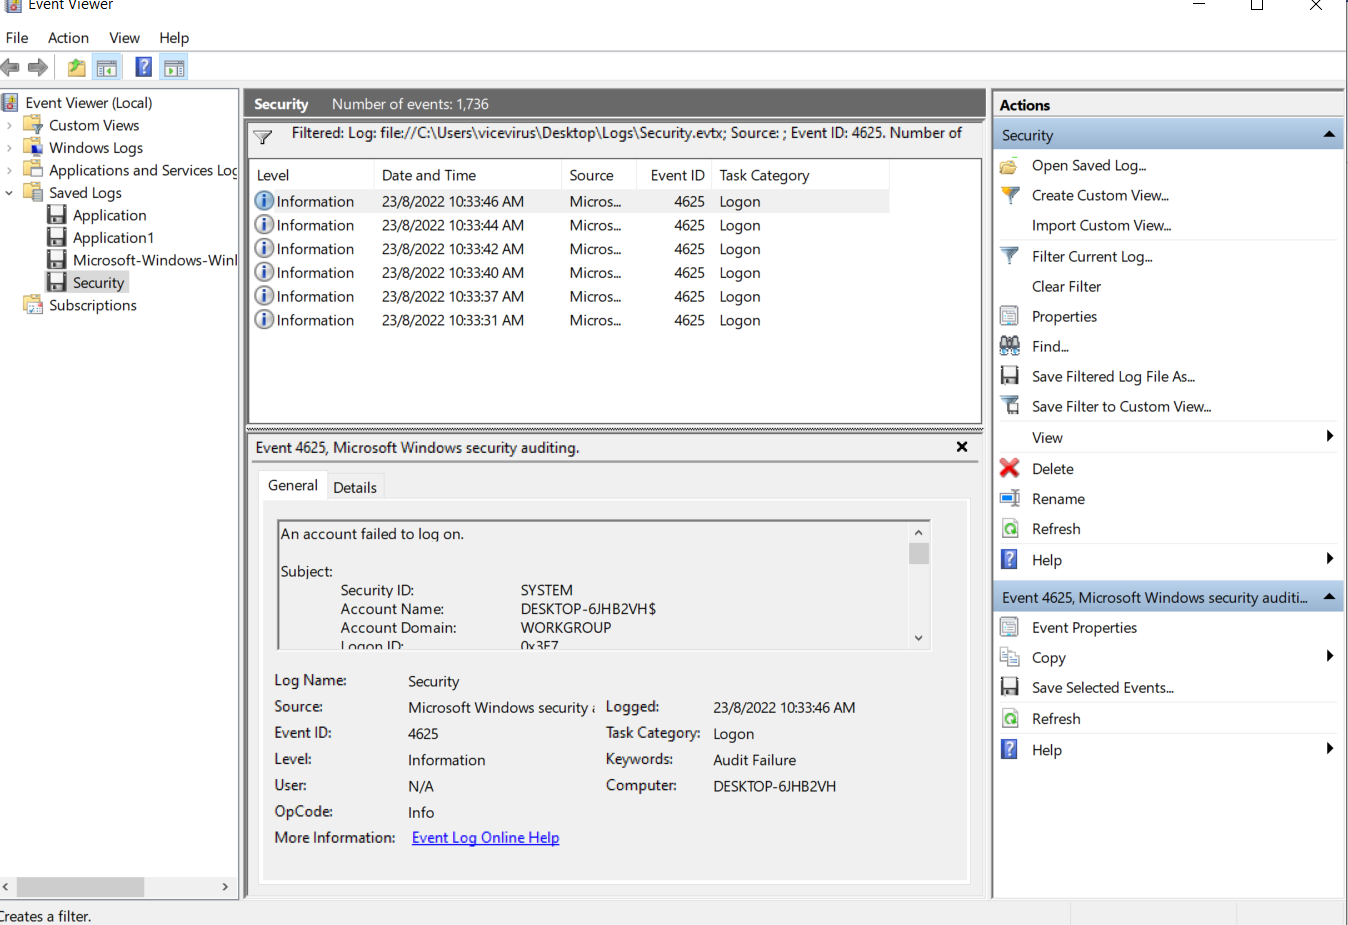 Event Viewer
File Action View Help
Event Viewer (Local)
Custom Views
Windows Logs
Applications and Services Log
Saved Logs
Application
Application1
Microsoft-Windows-Winl
Security
Subscriptions
Security Number of events: 1,736
Filtered: Log: file://C:\Users\vicevirus\Desktop\Logs\Security.evtx; Source: ; Event ID: 4625. Number of
Level Date and Time Source Event ID Task Category
Information 23/8/2022 10:33:46 AM Micros... 4625 Logon
Information 23/8/2022 10:33:44 AM Micros... 4625 Logon
Information 23/8/2022 10:33:42 AM Micros... 4625 Logon
Information 23/8/2022 10:33:40 AM Micros... 4625 Logon
Information 23/8/2022 10:33:37 AM Micros... 4625 Logon
Information 23/8/2022 10:33:31 AM Micros... 4625 Logon
Event 4625, Microsoft Windows security auditing.
General Details
An account failed to log on.
Subject:
Security ID: SYSTEM
Account Name: DESKTOP-6JHB2VH$
Account Domain: WORKGROUP
Logon ID: 0x3E7
Log Name: Security
Source: Microsoft Windows security a Logged: 23/8/2022 10:33:46 AM
Event ID: 4625 Task Category: Logon
Level: Information Keywords: Audit Failure
User: N/A Computer: DESKTOP-6JHB2VH
OpCode: Info
More Information: Event Log Online Help
Actions
Security
Open Saved Log...
Create Custom View...
Import Custom View...
Filter Current Log...
Clear Filter
Properties
Find...
Save Filtered Log File As...
Save Filter to Custom View...
View
Delete
Rename
Refresh
Help
Event 4625, Microsoft Windows security auditi...
Event Properties
Copy
Save Selected Events...
Refresh
Help
Creates a filter.